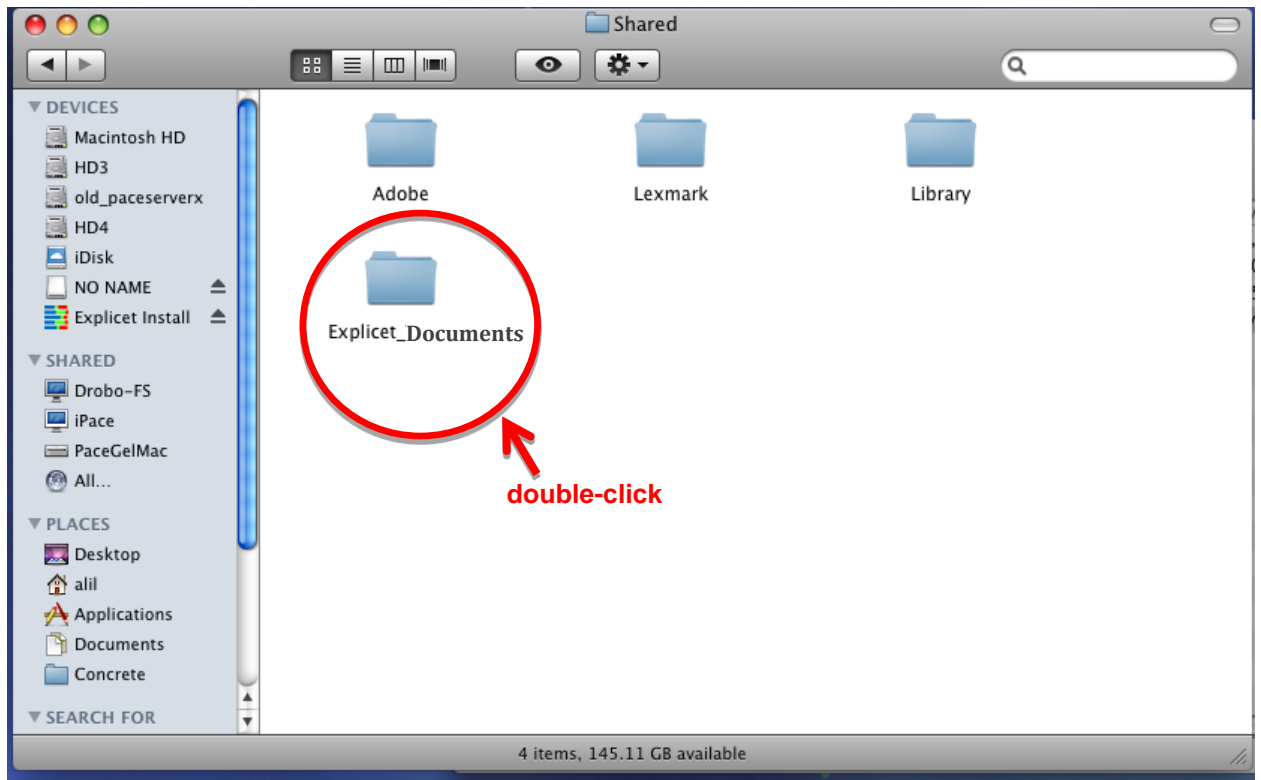 Shared
DEVICES
Macintosh HD
HD3
old_paceserverx
HD4
iDisk
NO NAME
Explicet Install
SHARED
Drobo-FS
iPace
PaceGelMac
All...
PLACES
Desktop
alil
Applications
Documents
Concrete
SEARCH FOR
Adobe
Lexmark
Library
Explicet_Documents
double-click
4 items, 145.11 GB available